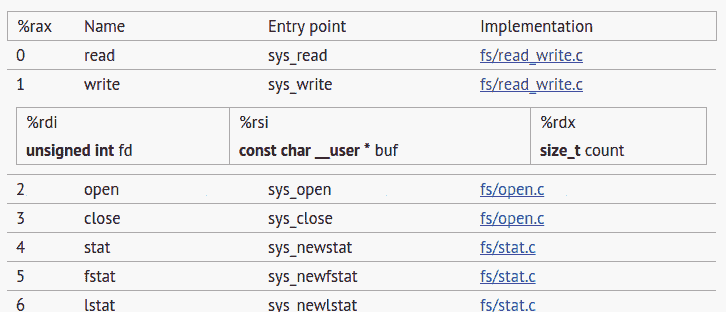 %rax Name Entry point Implementation
0 read sys_read fs/read_write.c
1 write sys_write fs/read_write.c
%rdi %rsi %rdx
unsigned int fd const char __user * buf size_t count
2 open sys_open fs/open.c
3 close sys_close fs/open.c
4 stat sys_newstat fs/stat.c
5 fstat sys_newfstat fs/stat.c
6 lstat sys_newlstat fs/stat.c